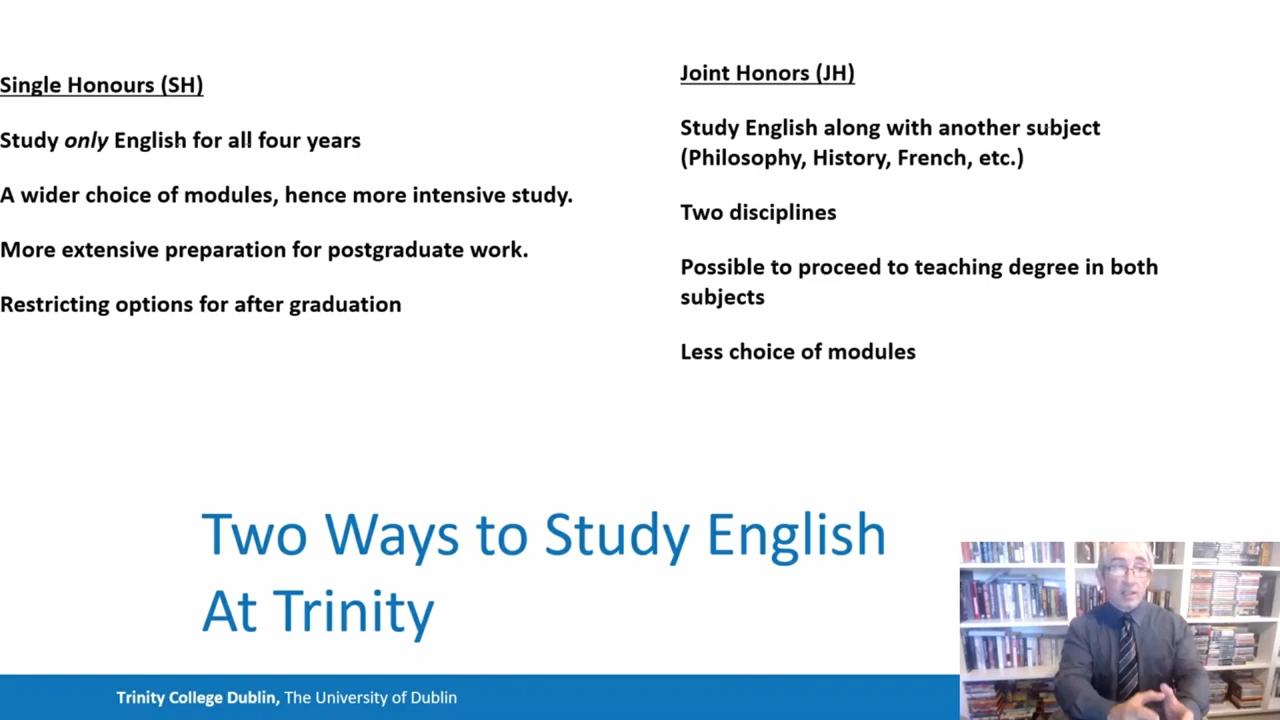 Single Honours (SH)
Study only English for all four years
A wider choice of modules, hence more intensive study.
More extensive preparation for postgraduate work.
Restricting options for after graduation
Joint Honors (JH)
Study English along with another subject
(Philosophy, History, French, etc.)
Two disciplines
Possible to proceed to teaching degree in both
subjects
Less choice of modules
Two Ways to Study English
At Trinity
Trinity College Dublin, The University of Dublin